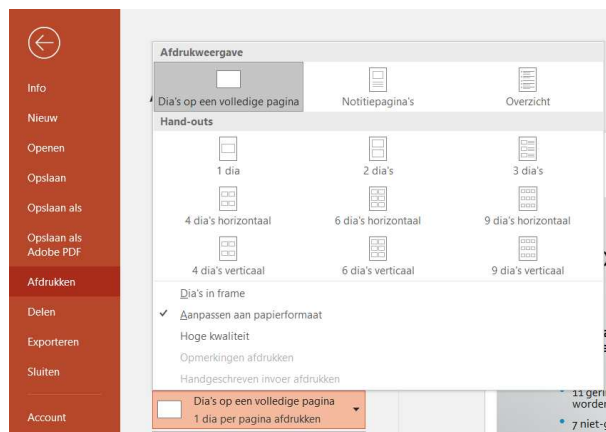 Info
Nieuw
Openen
Opslaan
Opslaan als
Opslaan als
Adobe PDF
Afdrukken
Delen
Exporteren
Sluiten
Account
Afdrukweergave
Dia's op een volledige pagina
Notitiepagina's
Overzicht
Hand-outs
1 dia
2 dia's
3 dia's
4 dia's horizontaal
6 dia's horizontaal
9 dia's horizontaal
4 dia's verticaal
6 dia's verticaal
9 dia's verticaal
Dia's in frame
Aanpassen aan papierformaat
Hoge kwaliteit
Opmerkingen afdrukken
Handgeschreven invoer afdrukken
Dia's op een volledige pagina
1 dia per pagina afdrukken
11
7